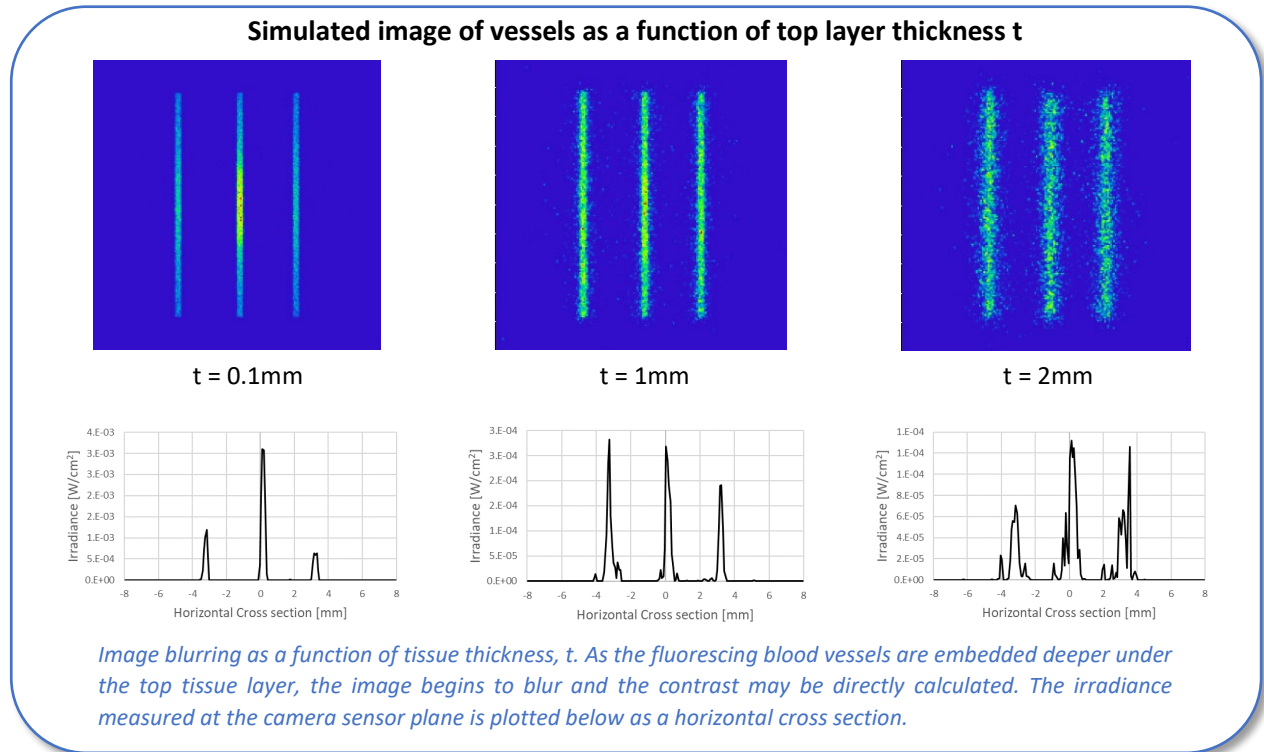 Simulated image of vessels as a function of top layer thickness t
t = 0.1mm
t = 1mm
t = 2mm
4.E-03
3.E-03
3.E-03
2.E-03
2.E-03
1.E-03
5.E-04
0.E+00
-8 -6 -4 -2 0 2 4 6 8
Irradiance [W/cm²]
Horizontal Cross section [mm]
3.E-04
3.E-04
2.E-04
2.E-04
1.E-04
5.E-05
0.E+00
-8 -6 -4 -2 0 2 4 6 8
Irradiance [W/cm²]
Horizontal Cross section [mm]
1.E-04
1.E-04
1.E-04
8.E-05
6.E-05
4.E-05
2.E-05
0.E+00
-8 -6 -4 -2 0 2 4 6 8
Irradiance [W/cm²]
Horizontal Cross section [mm]
Image blurring as a function of tissue thickness, t. As the fluorescing blood vessels are embedded deeper under
the top tissue layer, the image begins to blur and the contrast may be directly calculated. The irradiance
measured at the camera sensor plane is plotted below as a horizontal cross section.